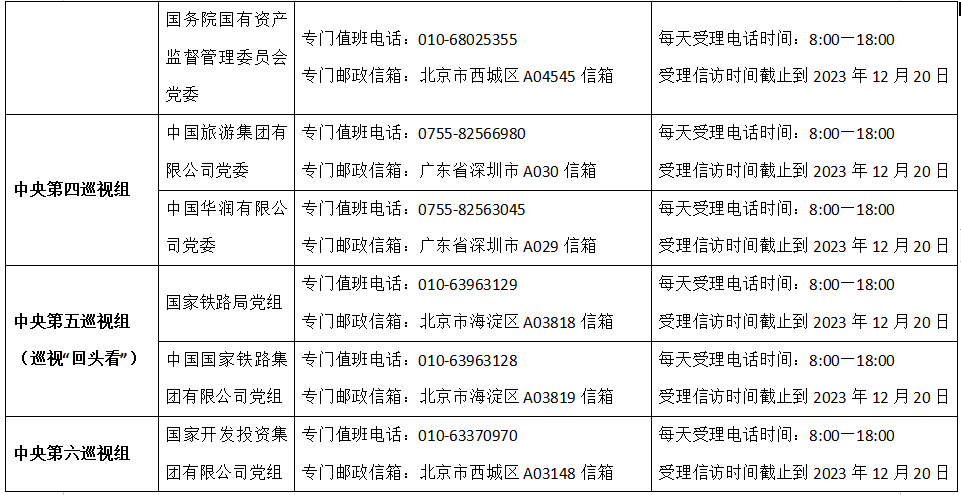 国务院国有资产
监督管理委员会
党委
专门值班电话：010-68025355
专门邮政信箱：北京市西城区 A04545 信箱
每天受理电话时间：8:00—18:00
受理信访时间截止到 2023 年 12 月 20 日
中央第四巡视组
中国旅游集团有
限公司党委
专门值班电话：0755-82566980
专门邮政信箱：广东省深圳市 A030 信箱
每天受理电话时间：8:00—18:00
受理信访时间截止到 2023 年 12 月 20 日
中国华润有限公
司党委
专门值班电话：0755-82563045
专门邮政信箱：广东省深圳市 A029 信箱
每天受理电话时间：8:00—18:00
受理信访时间截止到 2023 年 12 月 20 日
中央第五巡视组
（巡视“回头看”）
国家铁路局党组
专门值班电话：010-63963129
专门邮政信箱：北京市海淀区 A03818 信箱
每天受理电话时间：8:00—18:00
受理信访时间截止到 2023 年 12 月 20 日
中国国家铁路集
团有限公司党组
专门值班电话：010-63963128
专门邮政信箱：北京市海淀区 A03819 信箱
每天受理电话时间：8:00—18:00
受理信访时间截止到 2023 年 12 月 20 日
中央第六巡视组
国家开发投资集
团有限公司党组
专门值班电话：010-63370970
专门邮政信箱：北京市西城区 A03148 信箱
每天受理电话时间：8:00—18:00
受理信访时间截止到 2023 年 12 月 20 日